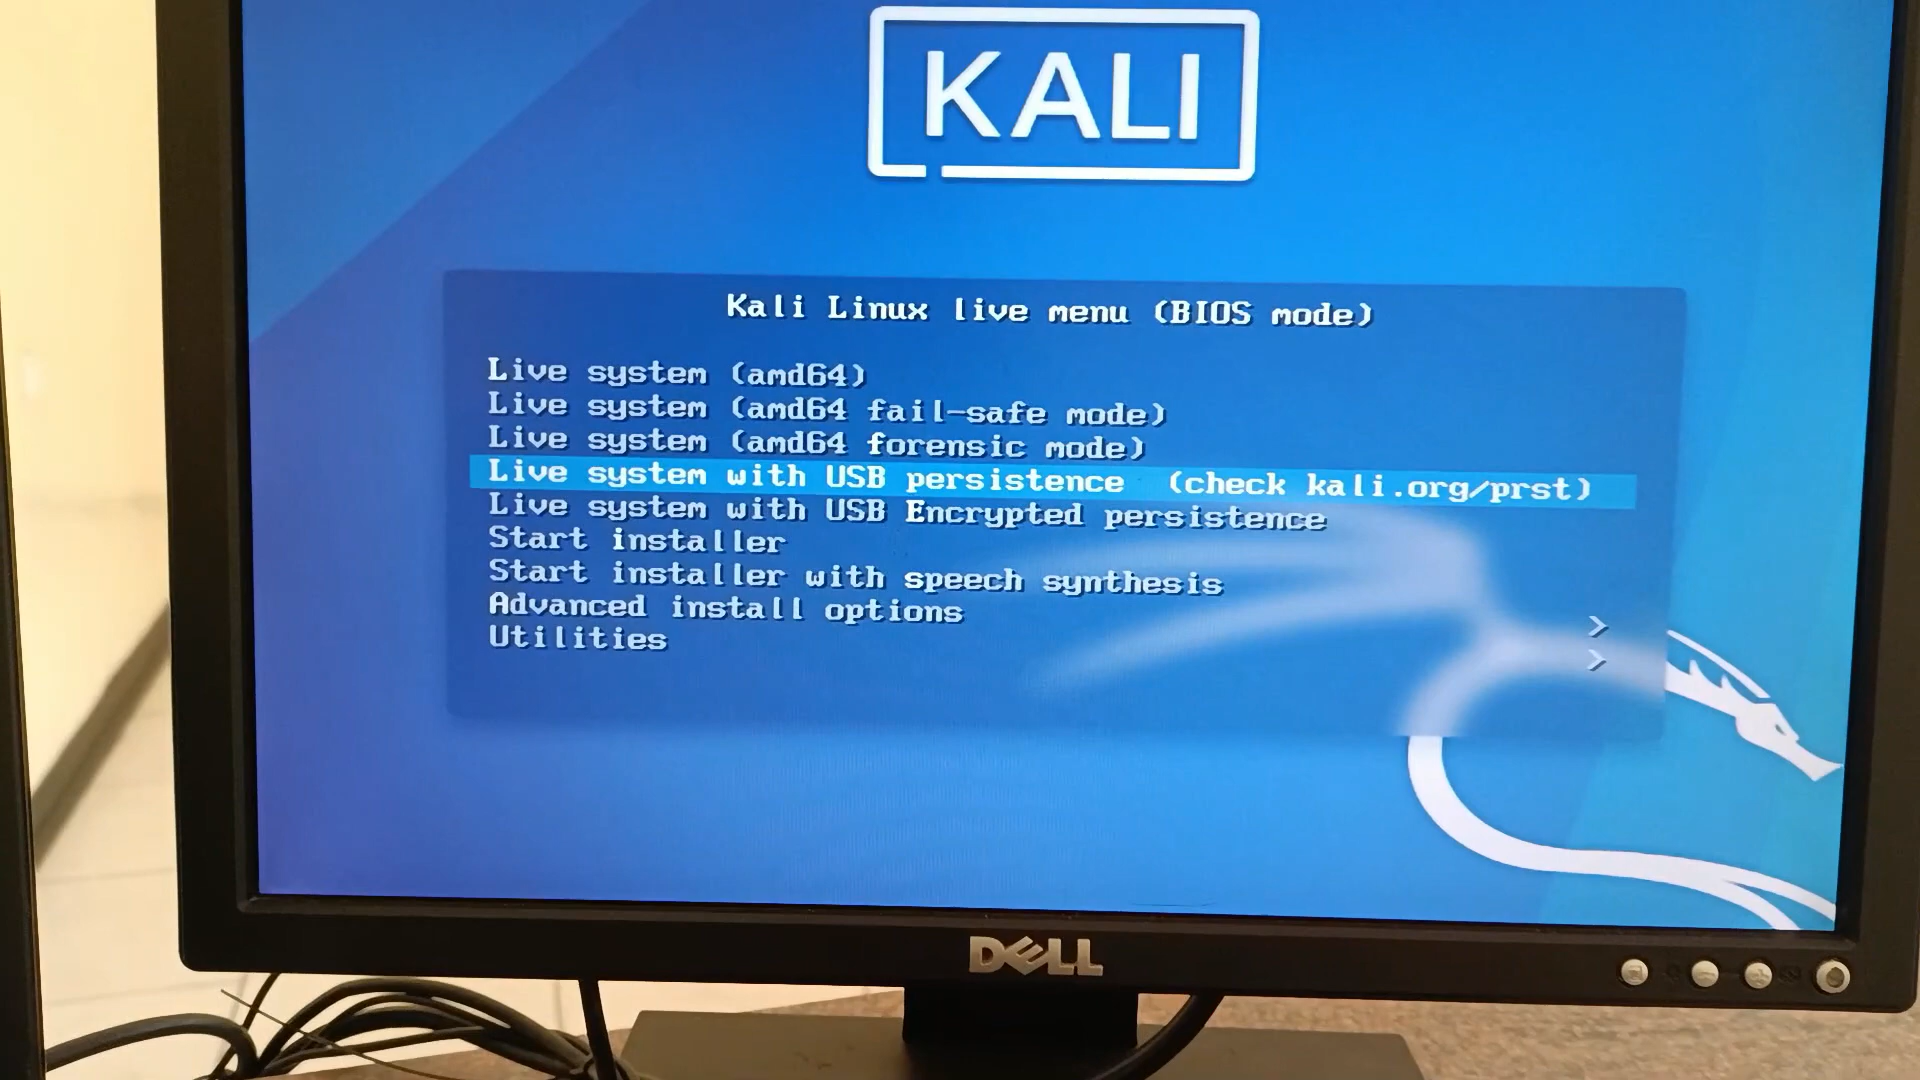 KALI
Kali Linux live menu (BIOS mode)
Live system (amd64)
Live system (amd64 fail-safe mode)
Live system (amd64 forensic mode)
Live system with USB persistence  (check kali.org/prst)
Live system with USB Encrypted persistence
Start installer
Start installer with speech synthesis
Advanced install options >
Utilities >
DELL